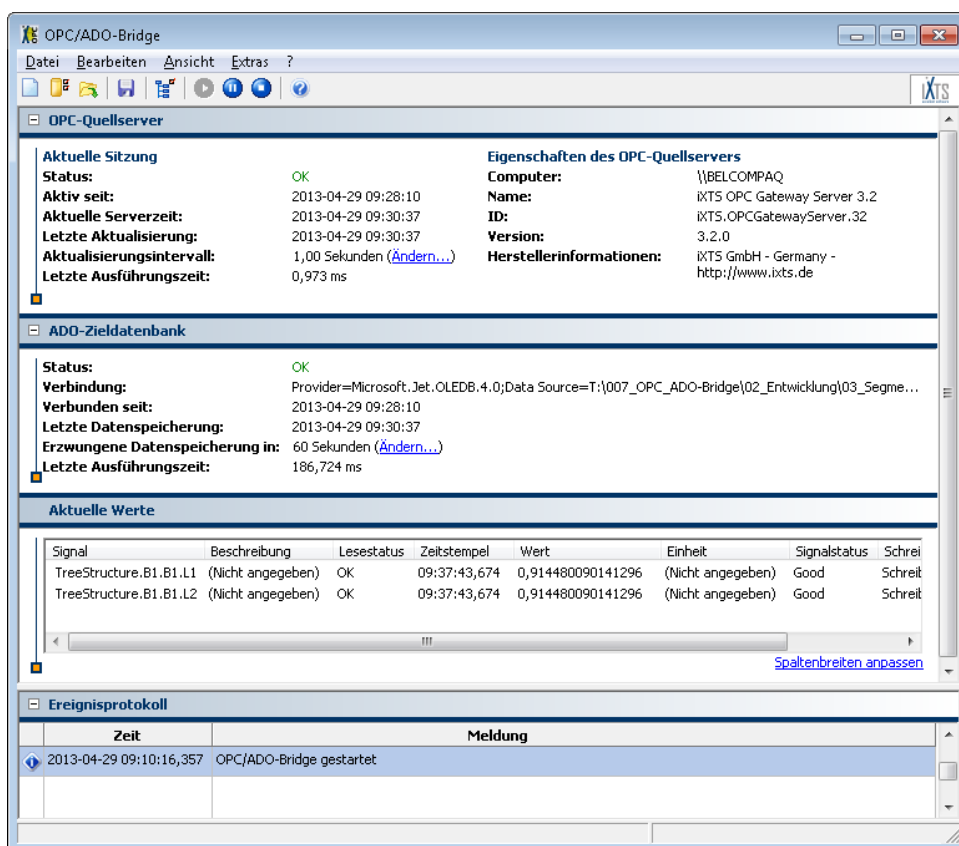 OPC/ADO-Bridge
Datei Bearbeiten Ansicht Extras ?
iXTS
OPC-Quellserver
Aktuelle Sitzung
Status: OK
Aktiv seit: 2013-04-29 09:28:10
Aktuelle Serverzeit: 2013-04-29 09:30:37
Letzte Aktualisierung: 2013-04-29 09:30:37
Aktualisierungsintervall: 1,00 Sekunden (Ändern...)
Letzte Ausführungszeit: 0,973 ms
Eigenschaften des OPC-Quellservers
Computer: \\BELCOMPAQ
Name: iXTS OPC Gateway Server 3.2
ID: iXTS.OPCGatewayServer.32
Version: 3.2.0
Herstellerinformationen: iXTS GmbH - Germany -
http://www.ixts.de
ADO-Zieldatenbank
Status: OK
Verbindung: Provider=Microsoft.Jet.OLEDB.4.0;Data Source=T:\007_OPC_ADO-Bridge\02_Entwicklung\03_Segme...
Verbunden seit: 2013-04-29 09:28:10
Letzte Datenspeicherung: 2013-04-29 09:30:37
Erzwungene Datenspeicherung in: 60 Sekunden (Ändern...)
Letzte Ausführungszeit: 186,724 ms
Aktuelle Werte
Signal Beschreibung Lesestatus Zeitstempel Wert Einheit Signalstatus Schrei
TreeStructure.B1.B1.L1 (Nicht angegeben) OK 09:37:43,674 0,914480090141296 (Nicht angegeben) Good Schreib
TreeStructure.B1.B1.L2 (Nicht angegeben) OK 09:37:43,674 0,914480090141296 (Nicht angegeben) Good Schreib
Spaltenbreiten anpassen
Ereignisprotokoll
Zeit Meldung
2013-04-29 09:10:16,357 OPC/ADO-Bridge gestartet